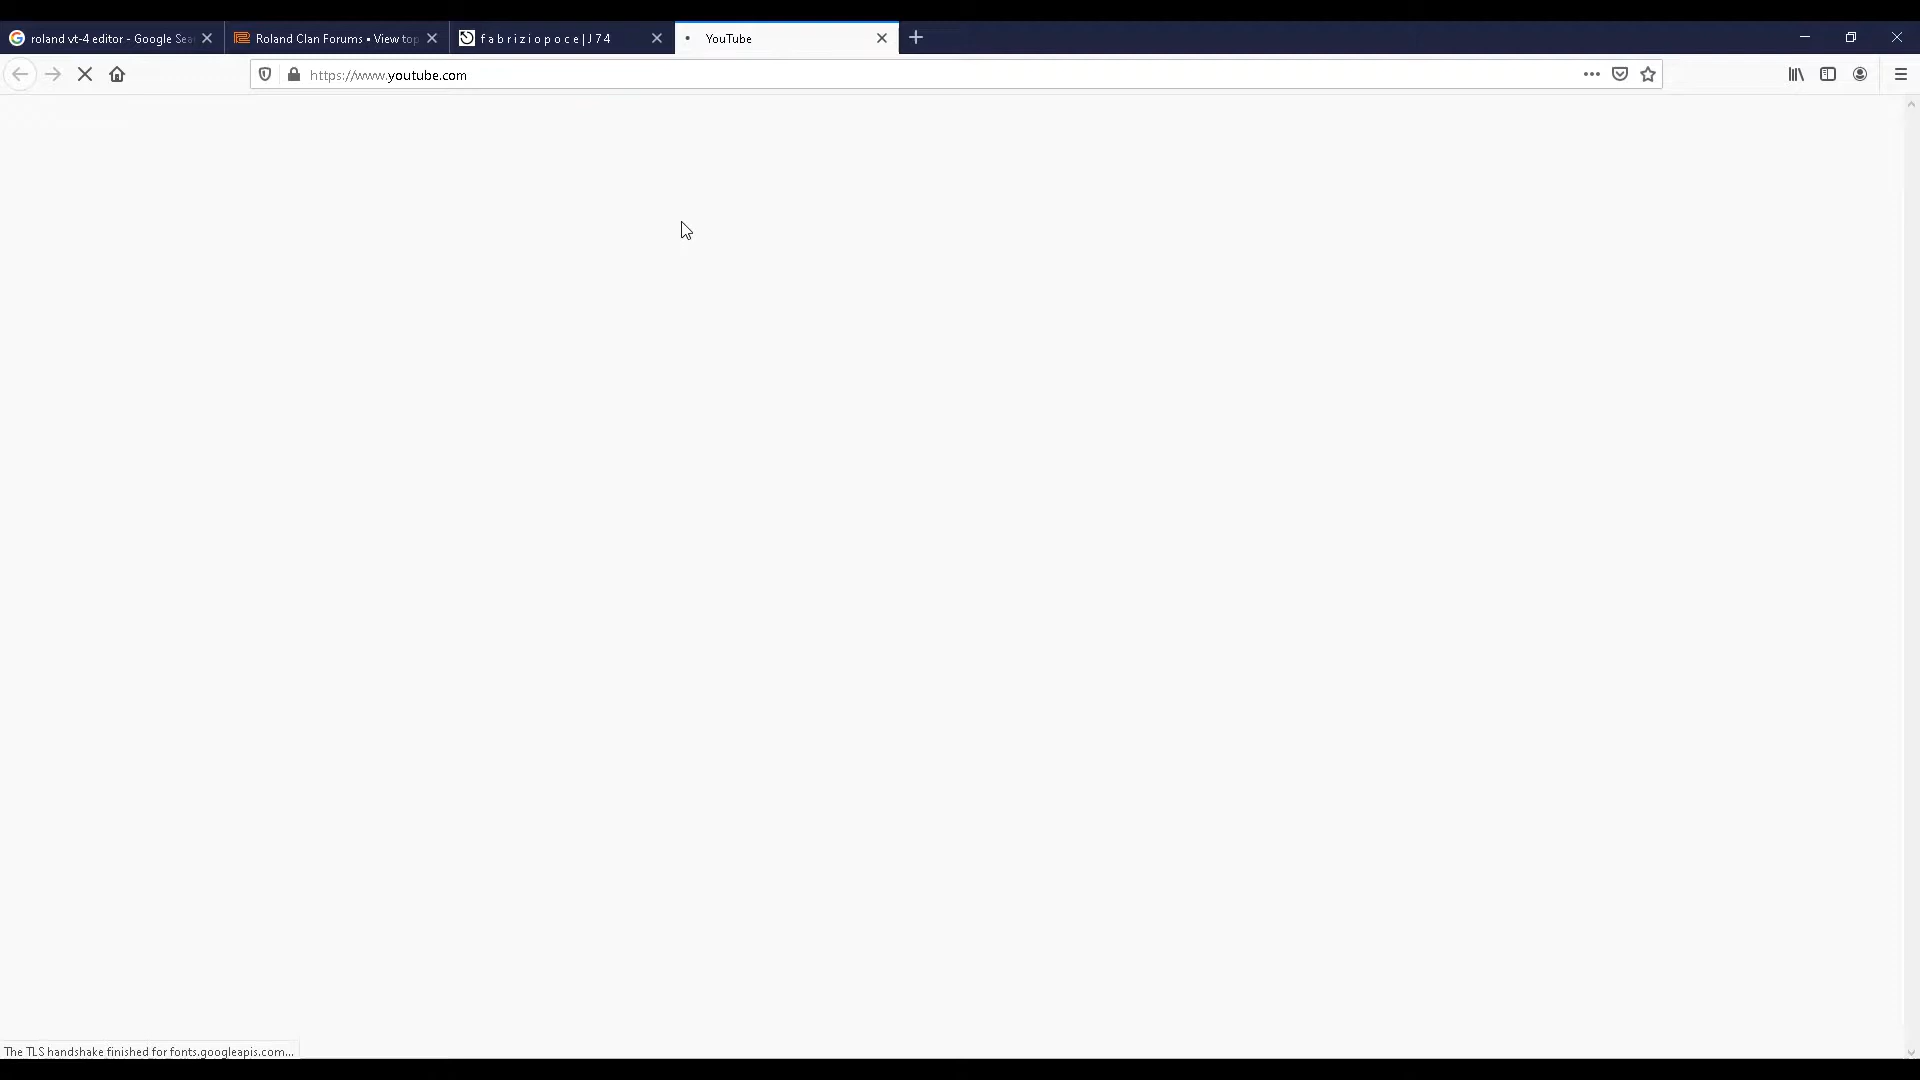 roland vt-4 editor - Google Sea
Roland Clan Forums • View top
f a b r i z i o p o c e | J 7 4
YouTube
https://www.youtube.com
The TLS handshake finished for fonts.googleapis.com...